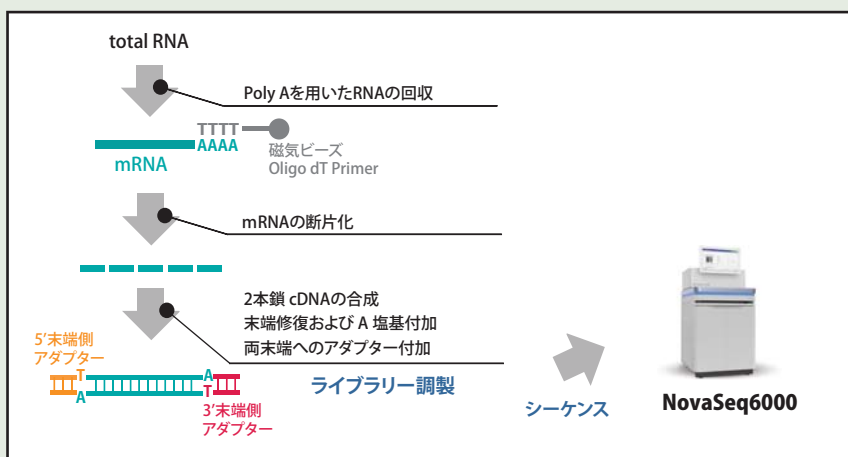 total RNA
Poly Aを用いたRNAの回収
TTTT
AAAA
mRNA
磁気ビーズ
Oligo dT Primer
mRNAの断片化
2本鎖 cDNAの合成
末端修復および A 塩基付加
両末端へのアダプター付加
5'末端側
アダプター
T
A
A
T
3'末端側
アダプター
ライブラリー調製
シーケンス
NovaSeq6000